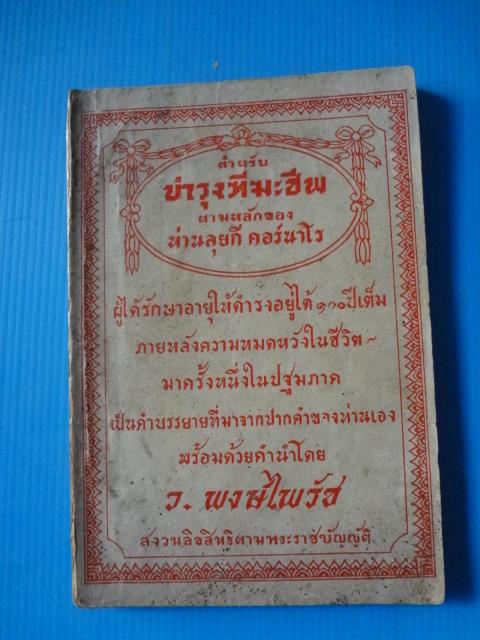 ตำหรับ
บำรุงทีฆะชีพ
ตามหลักของ
ท่านลุยกี คอร์นาโร
ผู้ได้รักษาอายุให้ดำรงอยู่ได้ ๑๐๐ ปีเต็ม
ภายหลังความหมดหวังในชีวิต ~
มาครั้งหนึ่งในปฐมภาค
เป็นคำบรรยายที่มาจากปากคำของท่านเอง
พร้อมด้วยคำนำโดย
ว. พงษ์ไพรัช
สงวนลิขสิทธิตามพระราชบัญญัติ